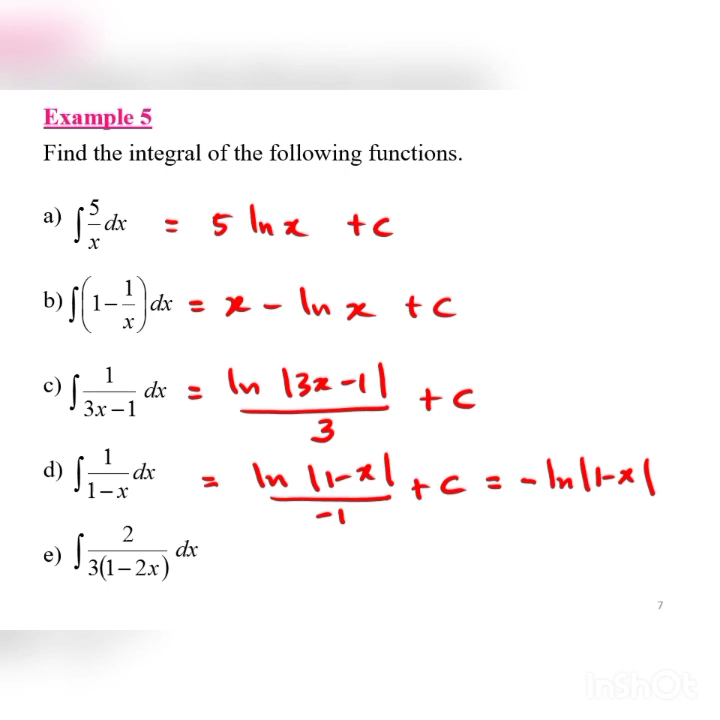 Example 5
Find the integral of the following functions.
a) ∫ 5/x dx = 5 ln x + c
b) ∫ (1 − 1/x) dx = x − ln x + c
c) ∫ 1/(3x − 1) dx = ln |3x − 1| / 3 + c
d) ∫ 1/(1 − x) dx = ln |1 − x| / −1 + c = − ln |1 − x|
e) ∫ 2/(3(1 − 2x)) dx
7
InShOt